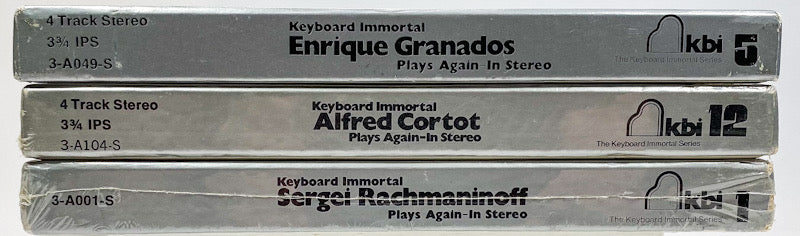 4 Track Stereo
3¾ IPS
3-A049-S
Keyboard Immortal
Enrique Granados
Plays Again-In Stereo
kbi 5
The Keyboard Immortal Series
4 Track Stereo
3¾ IPS
3-A104-S
Keyboard Immortal
Alfred Cortot
Plays Again-In Stereo
kbi 12
The Keyboard Immortal Series
3-A001-S
Keyboard Immortal
Sergei Rachmaninoff
Plays Again-In Stereo
kbi 1
The Keyboard Immortal Series